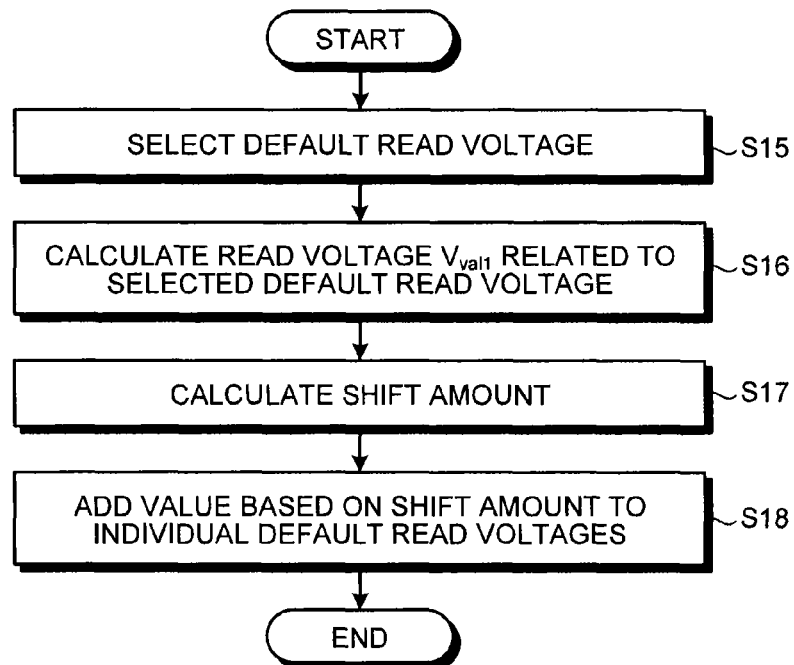 START
SELECT DEFAULT READ VOLTAGE
S15
CALCULATE READ VOLTAGE Vval1 RELATED TO
SELECTED DEFAULT READ VOLTAGE
S16
CALCULATE SHIFT AMOUNT
S17
ADD VALUE BASED ON SHIFT AMOUNT TO
INDIVIDUAL DEFAULT READ VOLTAGES
S18
END